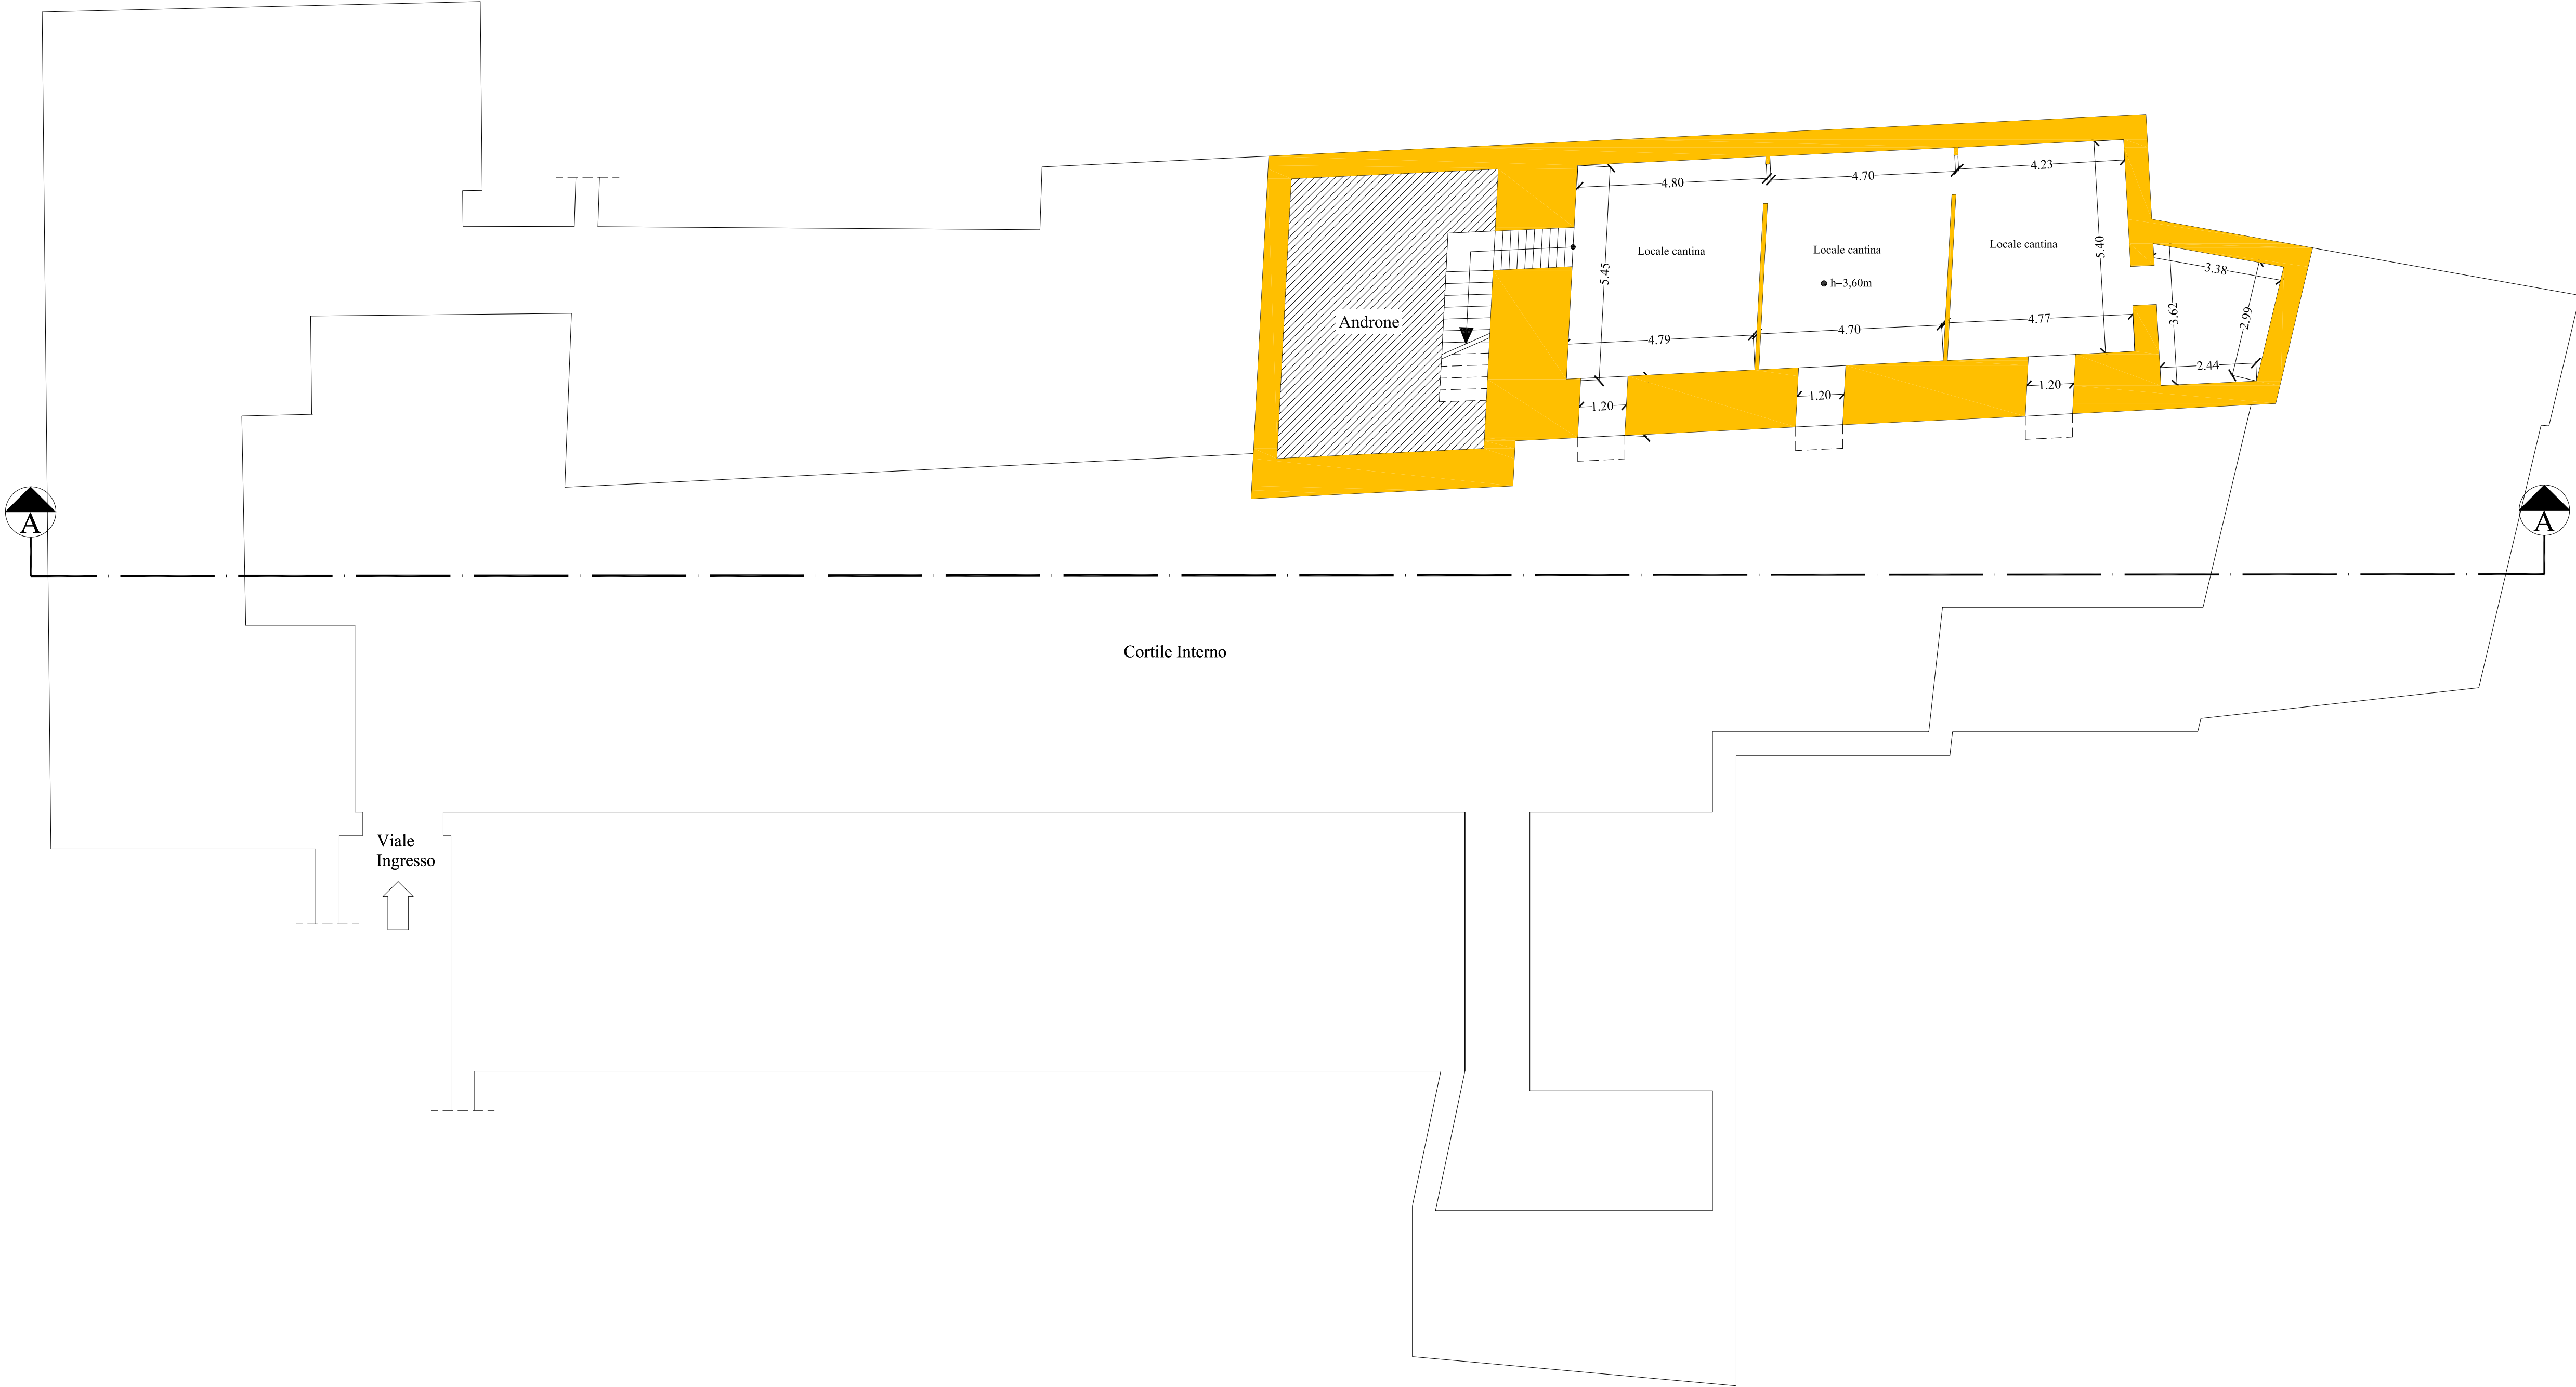 4.80
4.70
4.23
Locale cantina
Locale cantina
Locale cantina
h=3,60m
5.45
5.40
3.38
3.62
2.99
Androne
4.79
4.70
4.77
2.44
1.20
1.20
1.20
A
A
Cortile Interno
Viale
Ingresso